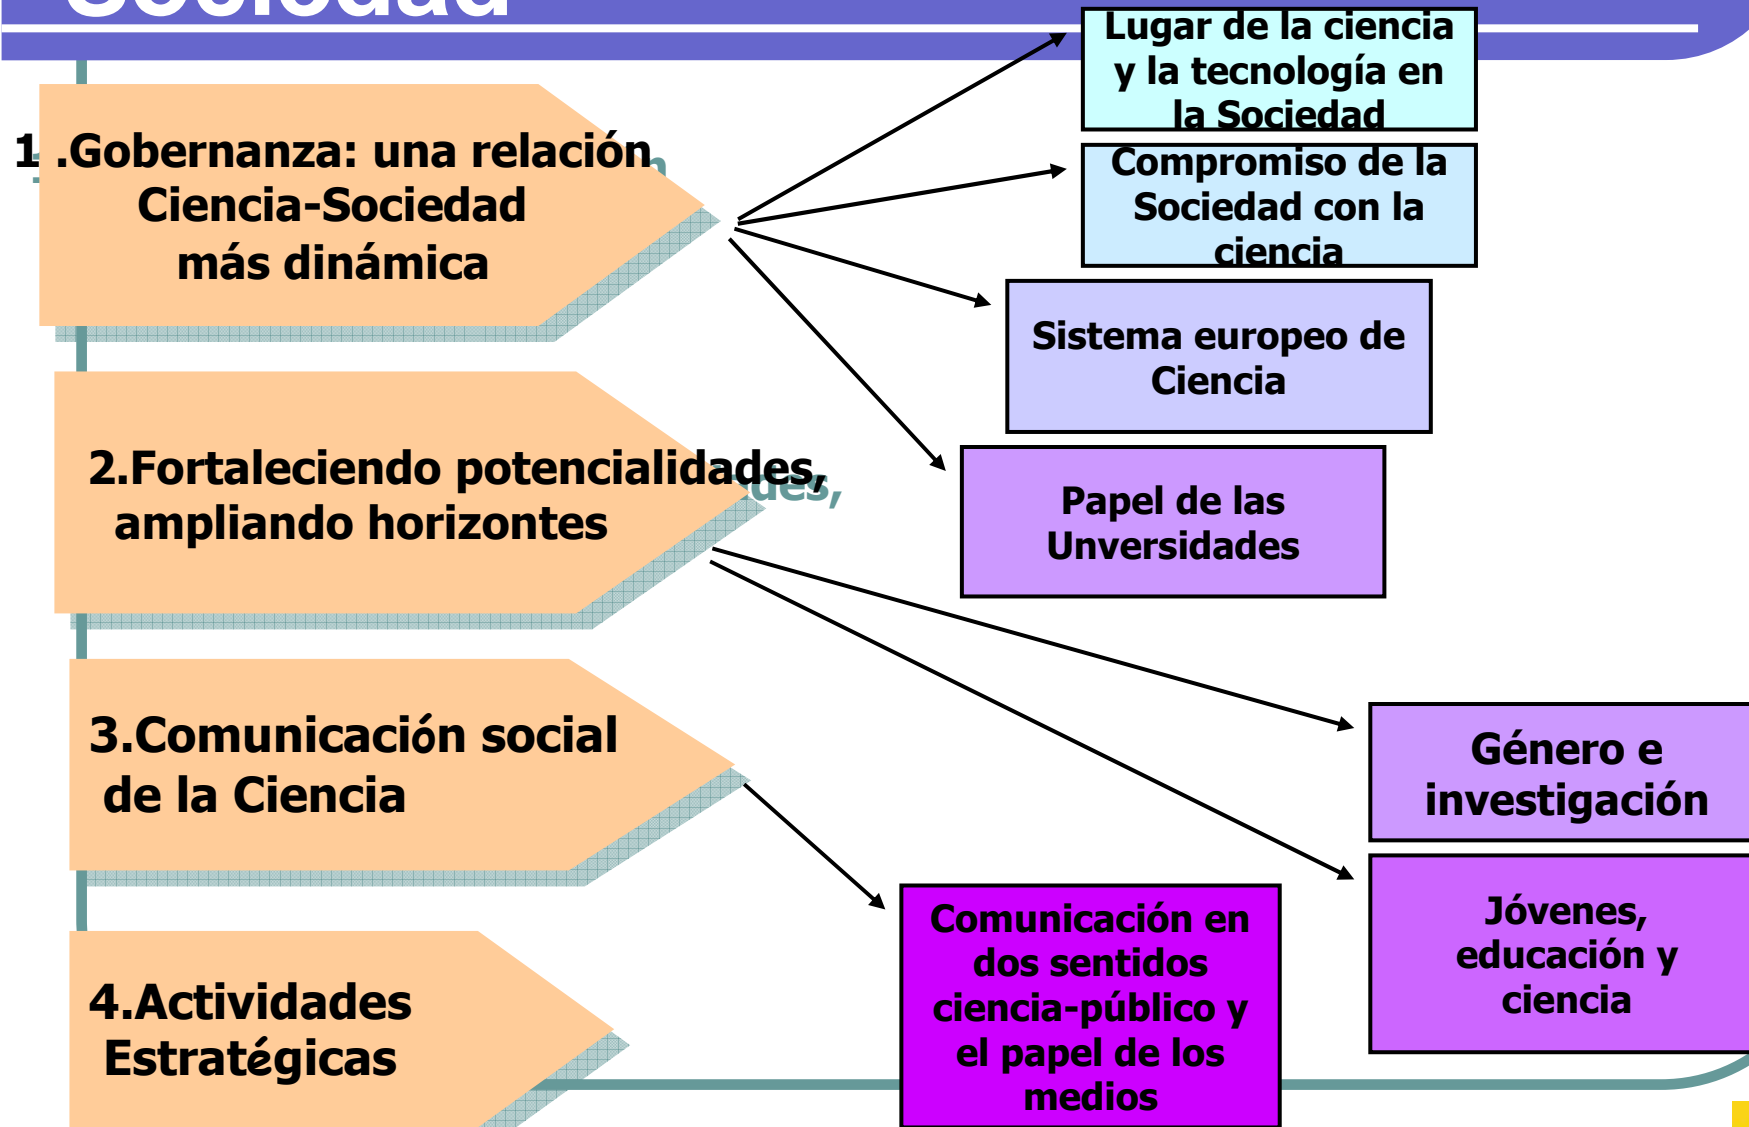 Sociedad
1 .Gobernanza: una relación
Ciencia-Sociedad
más dinámica
2.Fortaleciendo potencialidades,
ampliando horizontes
3.Comunicación social
de la Ciencia
4.Actividades
Estratégicas
Lugar de la ciencia
y la tecnología en
la Sociedad
Compromiso de la
Sociedad con la
ciencia
Sistema europeo de
Ciencia
Papel de las
Unversidades
Género e
investigación
Jóvenes,
educación y
ciencia
Comunicación en
dos sentidos
ciencia-público y
el papel de los
medios